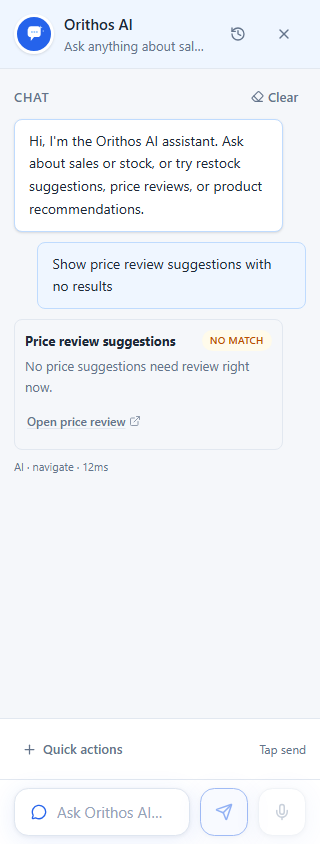 Orithos AI
Ask anything about sal...
CHAT
Clear
Hi, I'm the Orithos AI assistant. Ask
about sales or stock, or try restock
suggestions, price reviews, or product
recommendations.
Show price review suggestions with
no results
Price review suggestions
NO MATCH
No price suggestions need review right
now.
Open price review
AI · navigate · 12ms
Quick actions
Tap send
Ask Orithos AI...